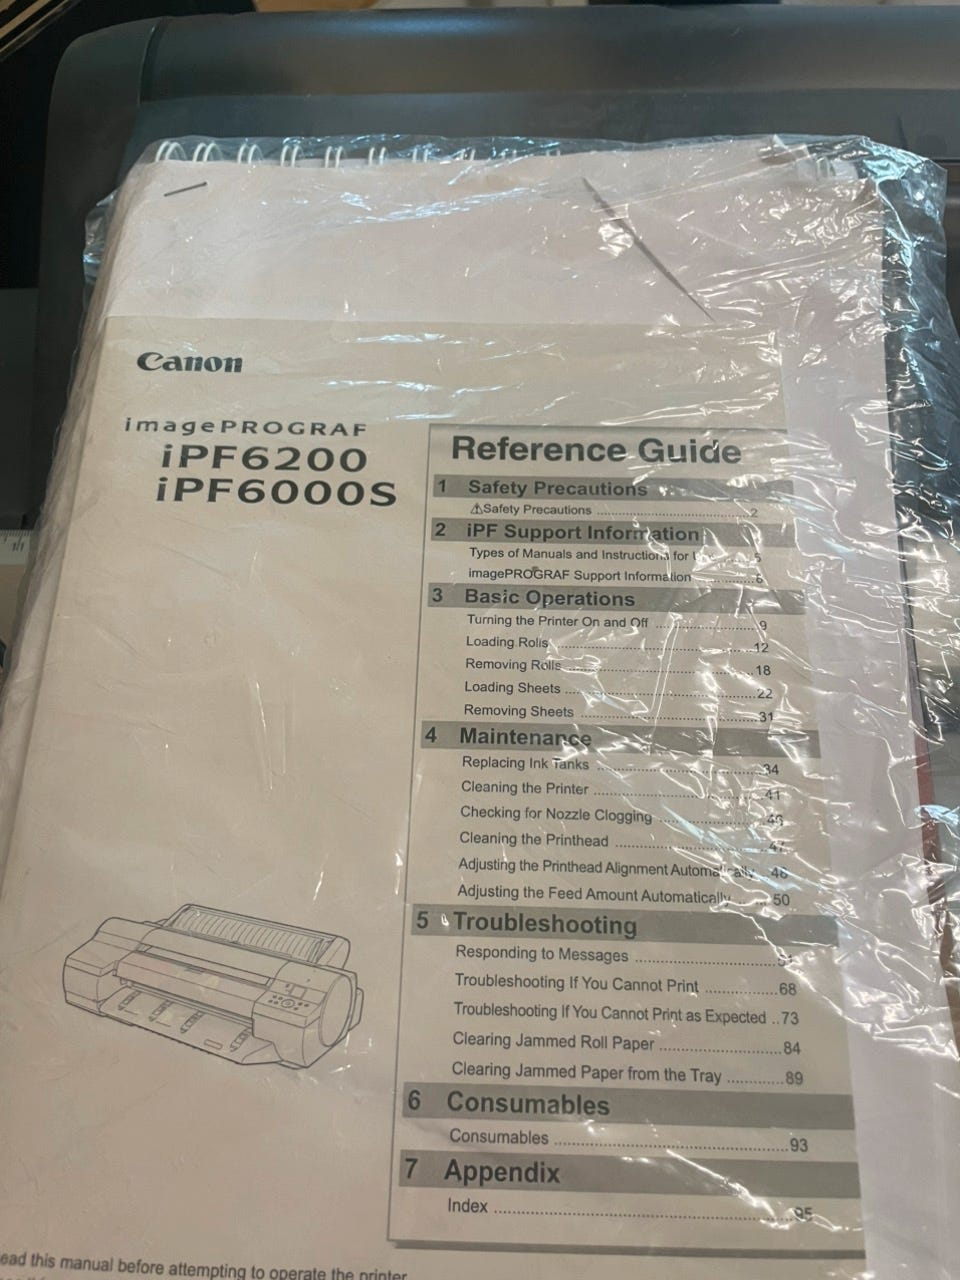 Canon
imagePROGRAF
iPF6200
iPF6000S
Reference Guide
1 Safety Precautions
⚠Safety Precautions ........ 2
2 iPF Support Information
Types of Manuals and Instructions for ........ 5
imagePROGRAF Support Information ........ 6
3 Basic Operations
Turning the Printer On and Off ........ 9
Loading Rolls ........ 12
Removing Rolls ........ 18
Loading Sheets ........ 22
Removing Sheets ........ 31
4 Maintenance
Replacing Ink Tanks ........ 34
Cleaning the Printer ........ 41
Checking for Nozzle Clogging ........
Cleaning the Printhead ........ 47
Adjusting the Printhead Alignment Automatically ........ 48
Adjusting the Feed Amount Automatically ........ 50
5 Troubleshooting
Responding to Messages ........
Troubleshooting If You Cannot Print ........ 68
Troubleshooting If You Cannot Print as Expected ..73
Clearing Jammed Roll Paper ........ 84
Clearing Jammed Paper from the Tray ........ 89
6 Consumables
Consumables ........ 93
7 Appendix
Index ........ 95
ead this manual before attempting to operate the printer